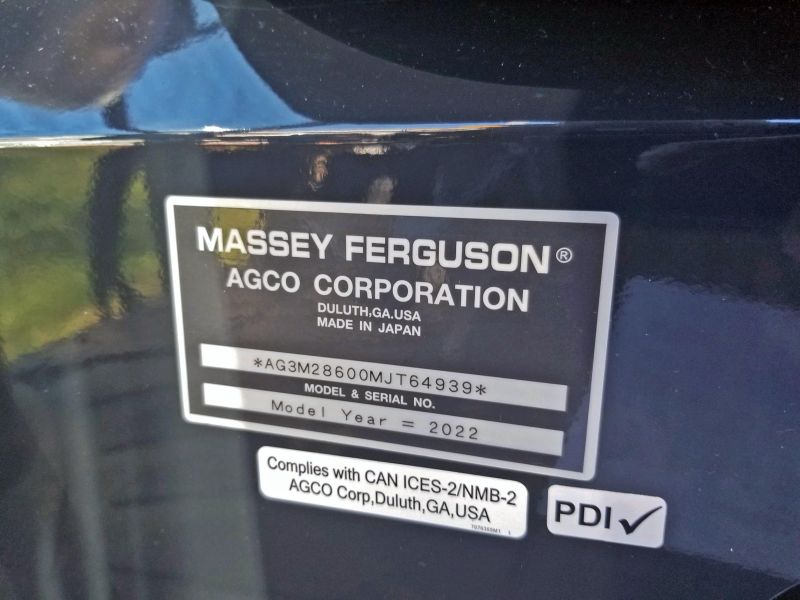 MASSEY FERGUSON®
AGCO CORPORATION
DULUTH,GA.USA
MADE IN JAPAN
*AG3M28600MJT64939*
MODEL & SERIAL NO.
Model Year = 2022
Complies with CAN ICES-2/NMB-2
AGCO Corp,Duluth,GA,USA
PDI✓